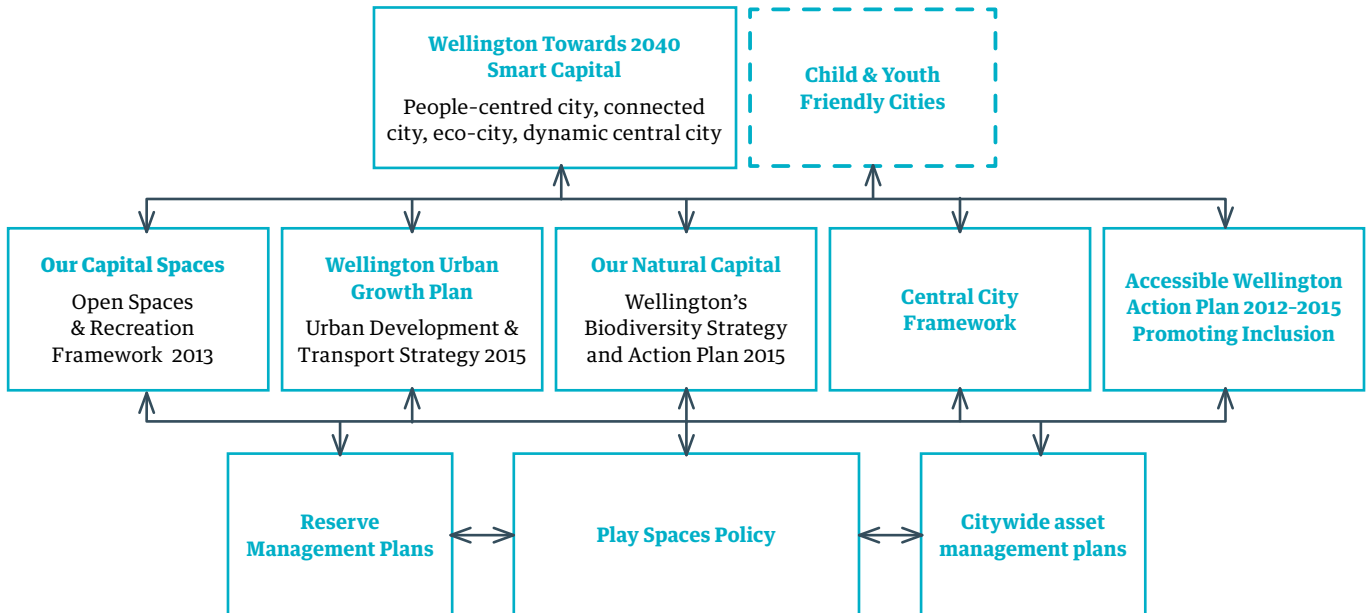 Wellington Towards 2040
Smart Capital
People-centred city, connected
city, eco-city, dynamic central city
Child & Youth
Friendly Cities
Our Capital Spaces
Open Spaces
& Recreation
Framework 2013
Wellington Urban
Growth Plan
Urban Development &
Transport Strategy 2015
Our Natural Capital
Wellington’s
Biodiversity Strategy
and Action Plan 2015
Central City
Framework
Accessible Wellington
Action Plan 2012-2015
Promoting Inclusion
Reserve
Management Plans
Play Spaces Policy
Citywide asset
management plans